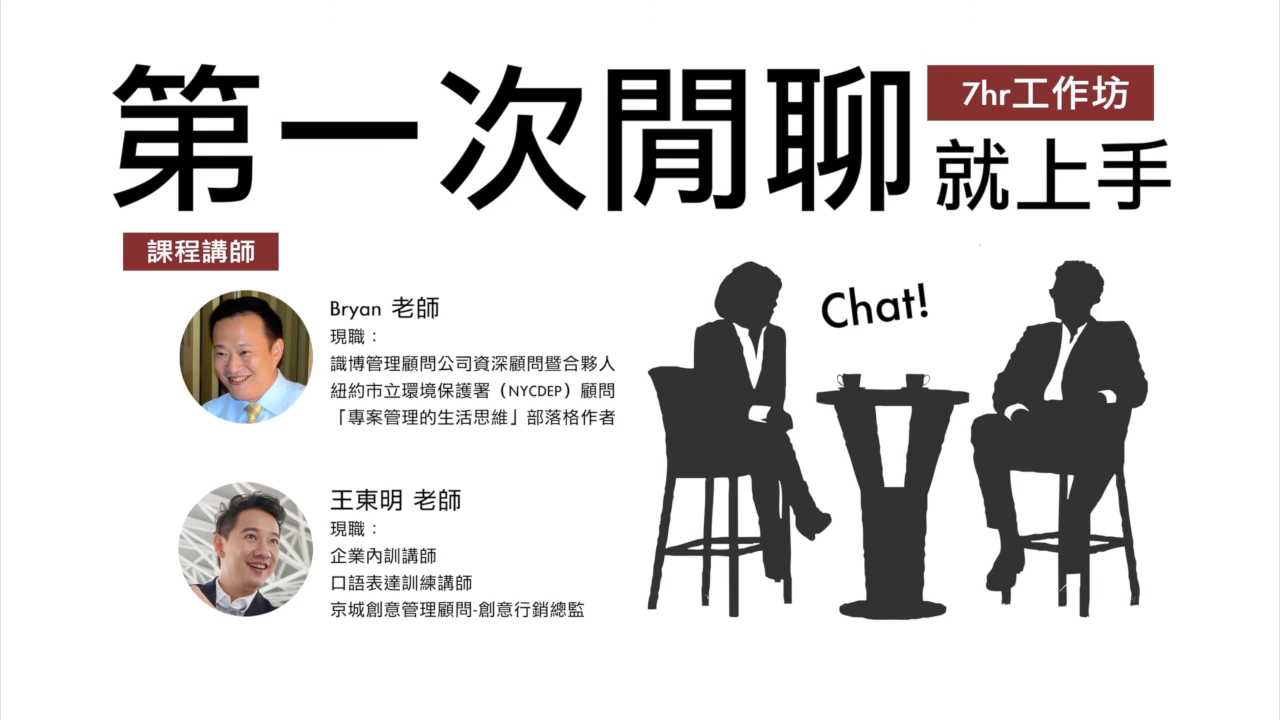 第一次閒聊就上手
7hr工作坊
課程講師
Bryan 老師
現職：
識博管理顧問公司資深顧問暨合夥人
紐約市立環境保護署（NYCDEP）顧問
「專案管理的生活思維」部落格作者
王東明 老師
現職：
企業內訓講師
口語表達訓練講師
京城創意管理顧問-創意行銷總監
Chat!